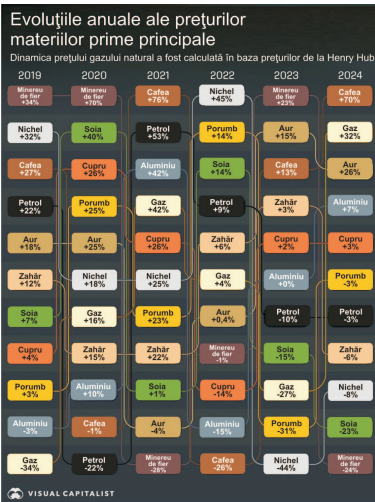 Evoluțiile anuale ale prețurilor
materiilor prime principale
Dinamica prețului gazului natural a fost calculată în baza prețurilor de la Henry Hub
2019 2020 2021 2022 2023 2024
Minereu de fier +34% Minereu de fier +70% Cafea +76% Nichel +45% Minereu de fier +23% Cafea +70%
Nichel +32% Soia +40% Petrol +53% Porumb +14% Aur +15% Gaz +32%
Cafea +27% Cupru +26% Aluminiu +42% Soia +14% Cafea +13% Aur +26%
Petrol +22% Porumb +25% Gaz +42% Petrol +9% Zahăr +3% Aluminiu +7%
Aur +18% Aur +25% Cupru +26% Zahăr +6% Cupru +2% Cupru +3%
Zahăr +12% Nichel +18% Nichel +25% Gaz +4% Aluminiu +0% Porumb -3%
Soia +7% Gaz +16% Porumb +23% Aur +0,4% Petrol -10% Petrol -3%
Cupru +4% Zahăr +15% Zahăr +22% Minereu de fier -1% Soia -15% Zahăr -6%
Porumb +3% Aluminiu +10% Soia +1% Cupru -14% Gaz -27% Nichel -8%
Aluminiu -3% Cafea -1% Aur -4% Aluminiu -15% Porumb -31% Soia -23%
Gaz -34% Petrol -22% Minereu de fier -28% Cafea -26% Nichel -44% Minereu de fier -24%
VISUAL CAPITALIST